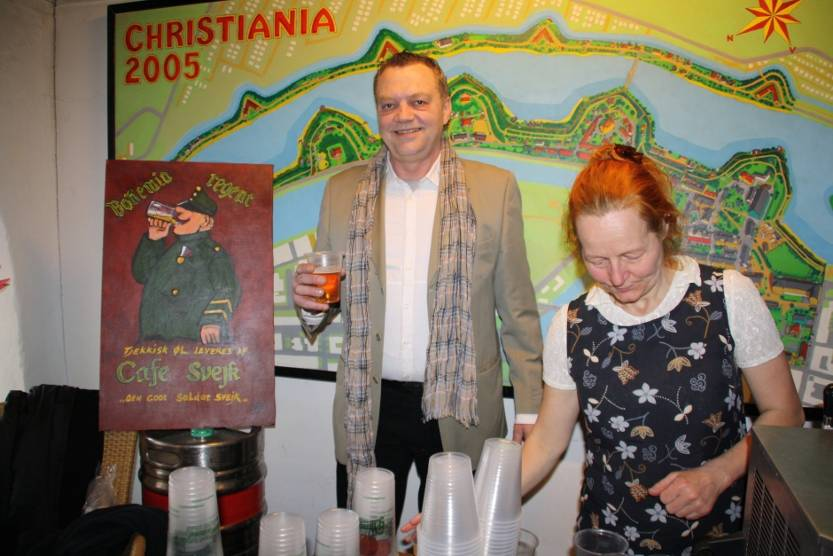 CHRISTIANIA
2005
N
V
Bohemia regent
TJEKKISK ØL LEVERES AF
Cafe Svejk
"DEN GODE SOLDAT SVEJK"